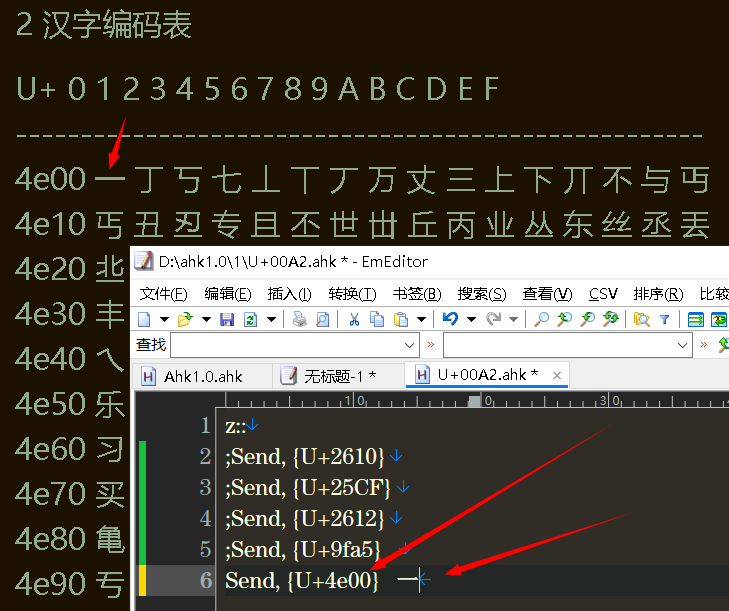 2 汉字编码表
U+ 0 1 2 3 4 5 6 7 8 9 A B C D E F
----------------------------------------------------
4e00 一 丁 丂 七 丄 丅 丆 万 丈 三 上 下 丌 不 与 丏
4e10 丐 丑 丒 专 且 丕 世 丗 丘 丙 业 丛 东 丝 丞 丟
4e20 丠
4e30 丰
4e40 乀
4e50 乐
4e60 习
4e70 买
4e80 亀
4e90 亐
D:\ahk1.0\1\U+00A2.ahk * - EmEditor
文件(F) 编辑(E) 插入(I) 转换(T) 书签(B) 搜索(S) 查看(V) CSV 排序(R) 比较
查找
Ahk1.0.ahk 无标题-1 * U+00A2.ahk *
1 0 0 3 0
1 z::
2 ;Send, {U+2610}
3 ;Send, {U+25CF}
4 ;Send, {U+2612}
5 ;Send, {U+9fa5}
6 Send, {U+4e00} 一